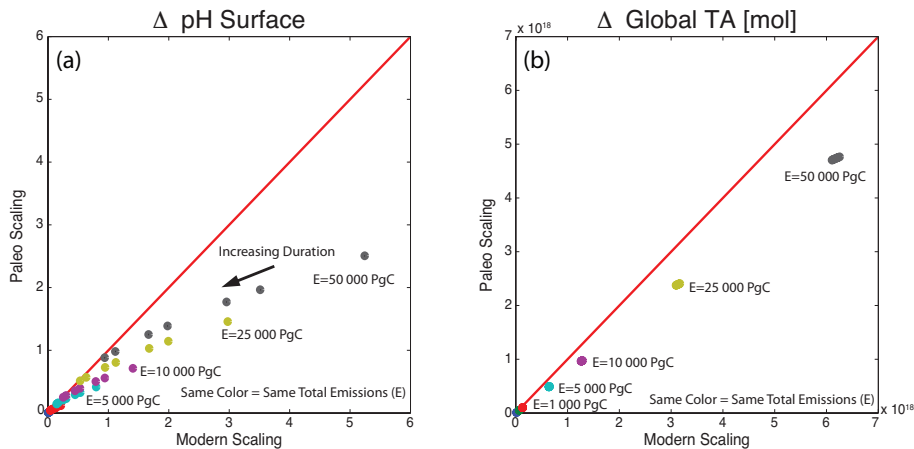 Δ pH Surface
(a)
6
5
4
3
2
1
0
0
1
2
3
4
5
6
Paleo Scaling
Modern Scaling
Increasing Duration
E=50 000 PgC
E=25 000 PgC
E=10 000 PgC
E=5 000 PgC
Same Color = Same Total Emissions (E)
Δ Global TA [mol]
7 x 10^18
(b)
6
5
4
3
2
1
0
0
1
2
3
4
5
6
7
x 10^18
Paleo Scaling
Modern Scaling
E=50 000 PgC
E=25 000 PgC
E=10 000 PgC
E=5 000 PgC
E=1 000 PgC
Same Color = Same Total Emissions (E)